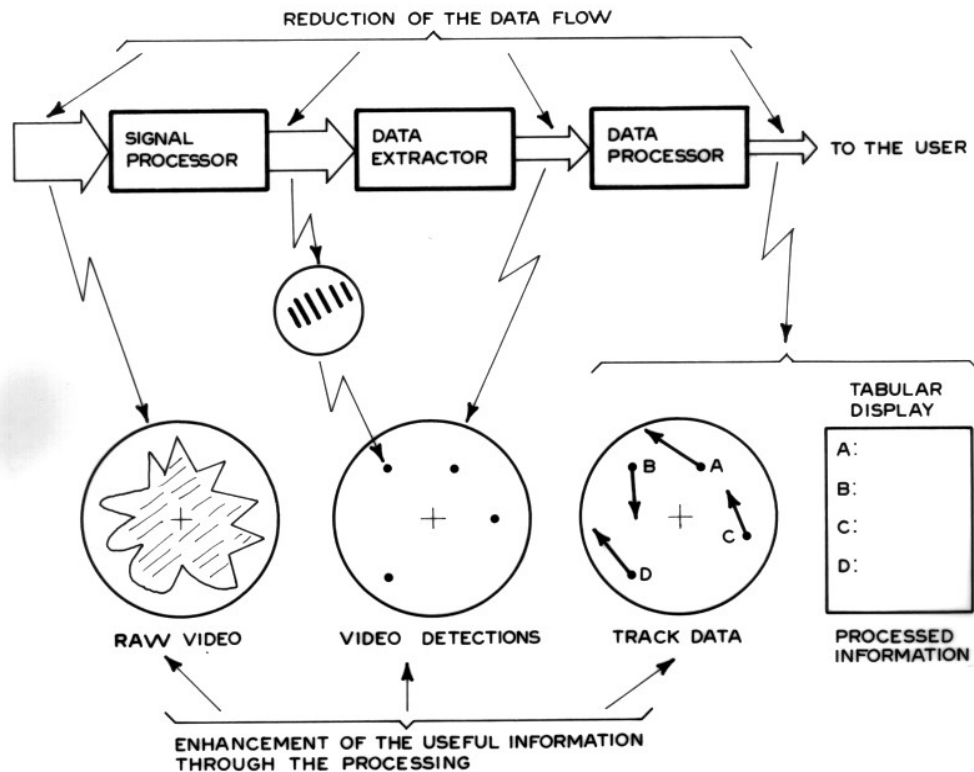 REDUCTION OF THE DATA FLOW
SIGNAL
PROCESSOR
DATA
EXTRACTOR
DATA
PROCESSOR
TO THE USER
TABULAR
DISPLAY
A:
B:
C:
D:
B
A
C
D
RAW VIDEO
VIDEO DETECTIONS
TRACK DATA
PROCESSED
INFORMATION
ENHANCEMENT OF THE USEFUL INFORMATION
THROUGH THE PROCESSING